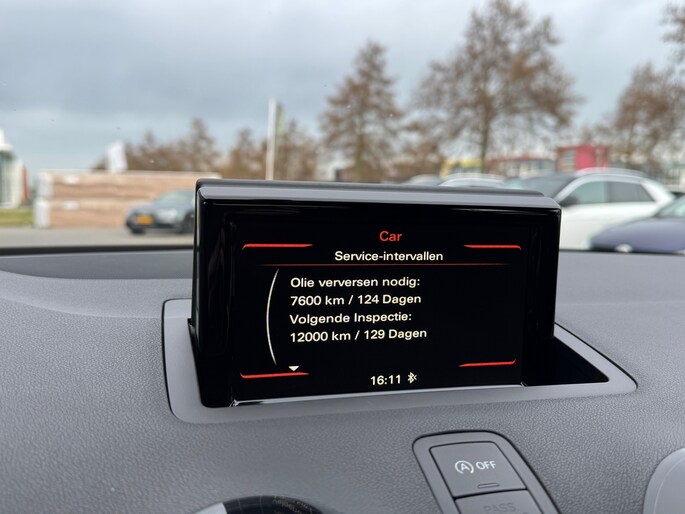 Car
Service-intervallen
Olie verversen nodig:
7600 km / 124 Dagen
Volgende Inspectie:
12000 km / 129 Dagen
16:11
A OFF
PASS